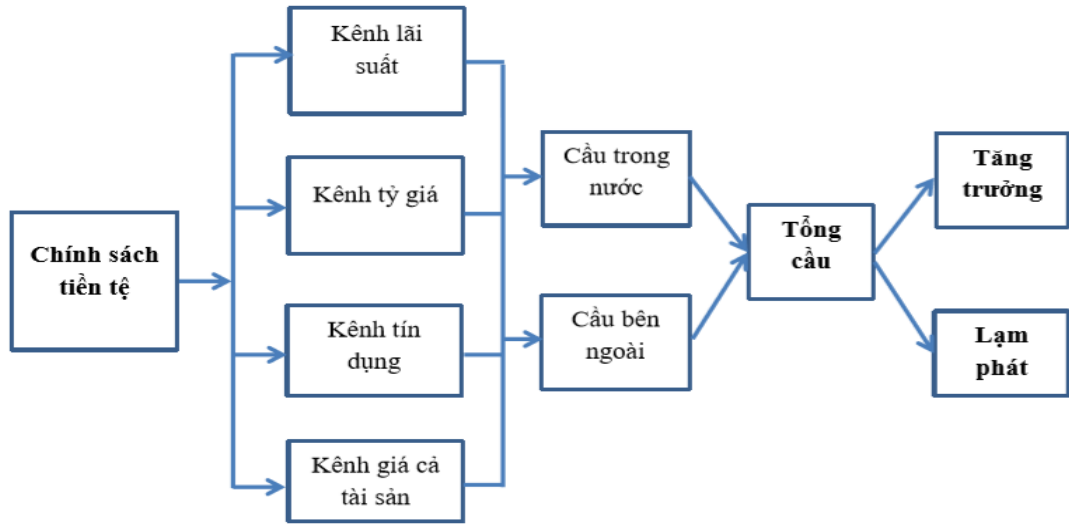 Chính sách
tiền tệ
Kênh lãi
suất
Kênh tỷ giá
Kênh tín
dụng
Kênh giá cả
tài sản
Cầu trong
nước
Cầu bên
ngoài
Tổng
cầu
Tăng
trưởng
Lạm
phát